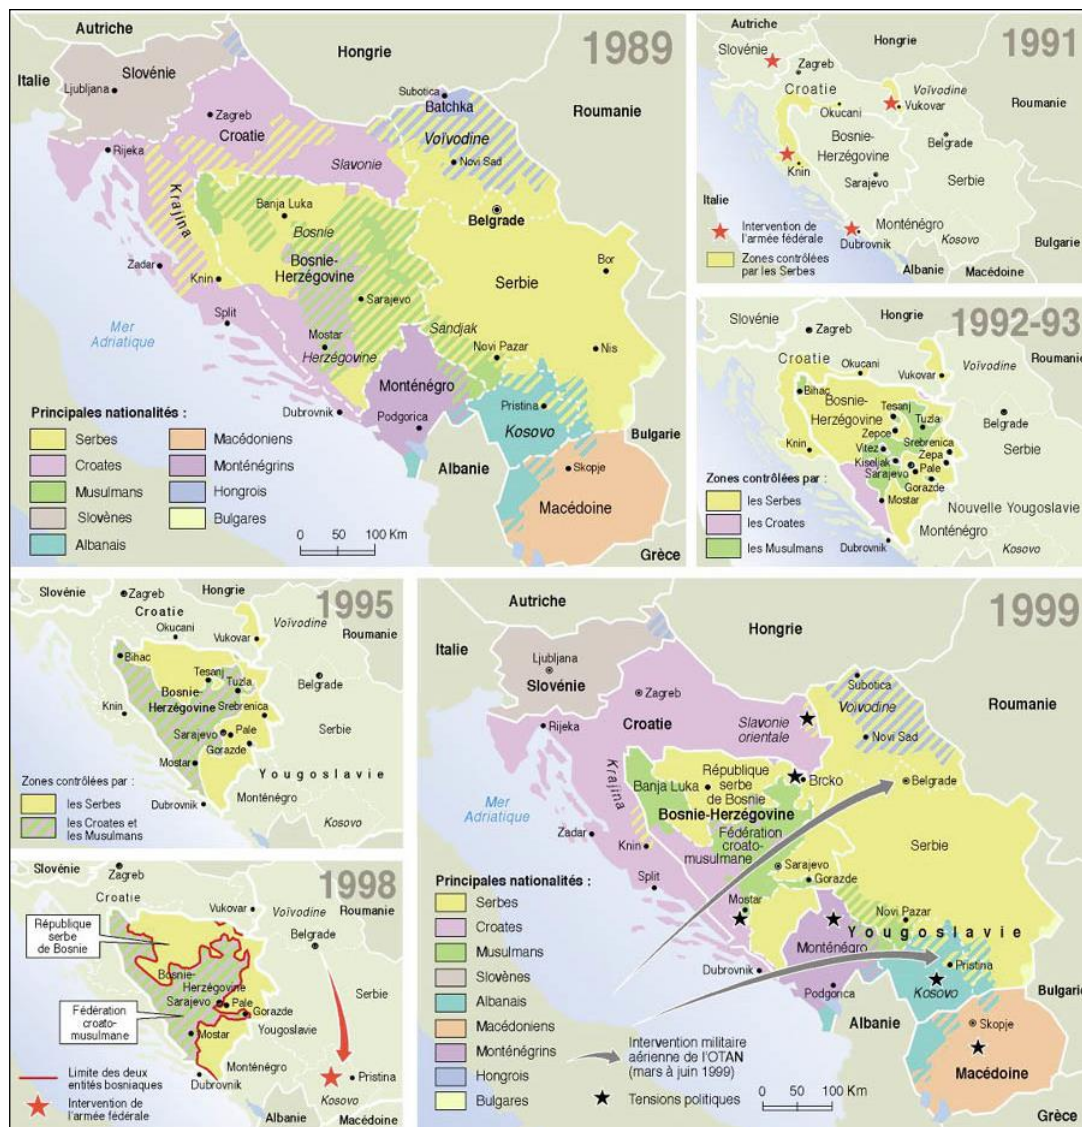 1989
Autriche
Hongrie
Italie
Slovénie
Ljubljana
Roumanie
Subotica
Batchka
Voïvodine
Zagreb
Croatie
Rijeka
Slavonie
Novi Sad
Krajina
Banja Luka
Bosnie
Belgrade
Bosnie-
Herzégovine
Zadar
Knin
Serbie
Bor
Sarajevo
Split
Mer
Adriatique
Mostar
Herzégovine
Sandjak
Novi Pazar
Nis
Monténégro
Dubrovnik
Podgorica
Pristina
Kosovo
Bulgarie
Albanie
Skopje
Macédoine
Grèce
Principales nationalités :
Serbes
Croates
Musulmans
Slovènes
Albanais
Macédoniens
Monténégrins
Hongrois
Bulgares
0 50 100 Km
1991
Autriche
Slovénie
Hongrie
Zagreb
Croatie
Voïvodine
Okucani
Vukovar
Roumanie
Bosnie-
Herzégovine
Belgrade
Knin
Sarajevo
Serbie
Italie
Monténégro
Dubrovnik
Kosovo
Bulgarie
Albanie
Macédoine
Intervention de
l'armée fédérale
Zones contrôlées
par les Serbes
1992-93
Slovénie
Hongrie
Zagreb
Croatie
Voïvodine
Roumanie
Okucani
Vukovar
Bihac
Bosnie-
Herzégovine
Tesanj
Tuzla
Belgrade
Zepce
Srebrenica
Serbie
Knin
Vitez
Zepa
Kiseljak
Pale
Sarajevo
Gorazde
Mostar
Nouvelle Yougoslavie
Monténégro
Dubrovnik
Kosovo
Zones contrôlées par :
les Serbes
les Croates
les Musulmans
1995
Slovénie
Zagreb
Hongrie
Croatie
Okucani
Voïvodine
Vukovar
Roumanie
Bihac
Tesanj
Tuzla
Belgrade
Bosnie-
Herzégovine
Srebrenica
Knin
Sarajevo
Pale
Serbie
Gorazde
Mostar
Yougoslavie
Dubrovnik
Monténégro
Kosovo
Zones contrôlées par :
les Serbes
les Croates et
les Musulmans
1998
Slovénie
Zagreb
Hongrie
Croatie
Vukovar
Voïvodine
Roumanie
République
serbe
de Bosnie
Belgrade
Bosnie-
Herzégovine
Sarajevo
Pale
Serbie
Gorazde
Fédération
croato-
musulmane
Mostar
Yougoslavie
Monténégro
Dubrovnik
Pristina
Kosovo
Albanie
Macédoine
Limite des deux
entités bosniaques
Intervention de
l'armée fédérale
1999
Autriche
Hongrie
Italie
Ljubljana
Slovénie
Roumanie
Zagreb
Subotica
Voïvodine
Croatie
Rijeka
Slavonie
orientale
Novi Sad
Krajina
République
serbe
de Bosnie
Banja Luka
Brcko
Belgrade
Bosnie-Herzégovine
Mer
Adriatique
Zadar
Fédération
croato-
musulmane
Knin
Serbie
Sarajevo
Split
Gorazde
Mostar
Novi Pazar
Yougoslavie
Monténégro
Dubrovnik
Pristina
Podgorica
Kosovo
Bulgarie
Albanie
Skopje
Macédoine
Grèce
Principales nationalités :
Serbes
Croates
Musulmans
Slovènes
Albanais
Macédoniens
Monténégrins
Hongrois
Bulgares
Intervention militaire
aérienne de l'OTAN
(mars à juin 1999)
Tensions politiques
0 50 100 Km